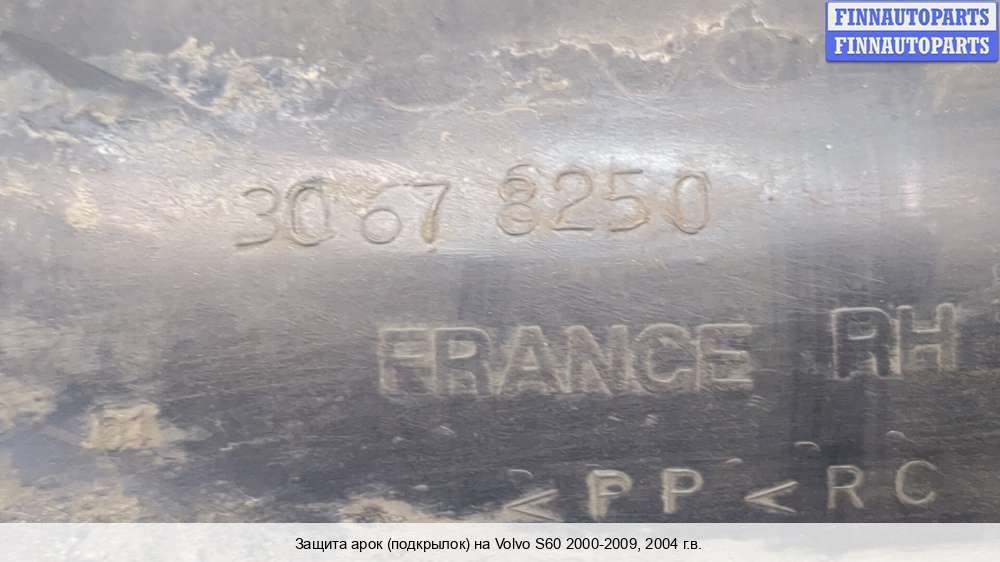 FINNAUTOPARTS
FINNAUTOPARTS
30678250
FRANCE RH
<PP< RC
Защита арок (подкрылок) на Volvo S60 2000-2009, 2004 г.в.